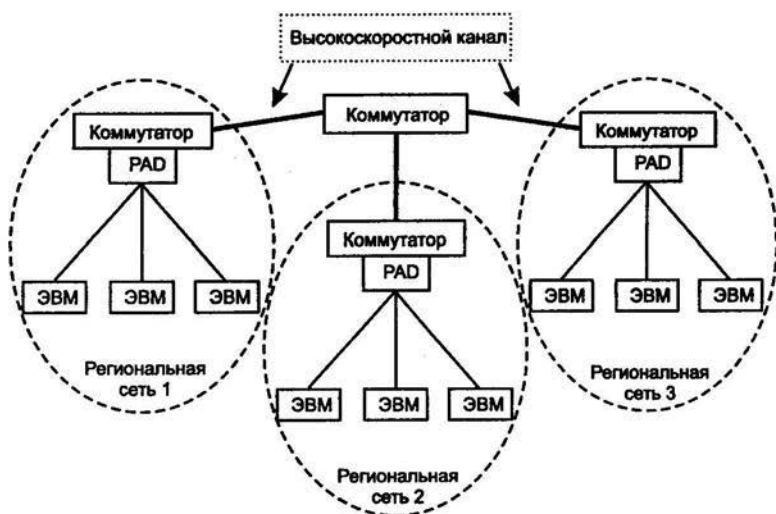 Высокоскоростной канал
Коммутатор
PAD
ЭВМ
ЭВМ
ЭВМ
Региональная
сеть 1
Коммутатор
Коммутатор
PAD
ЭВМ
ЭВМ
ЭВМ
Региональная
сеть 2
Коммутатор
PAD
ЭВМ
ЭВМ
ЭВМ
Региональная
сеть 3